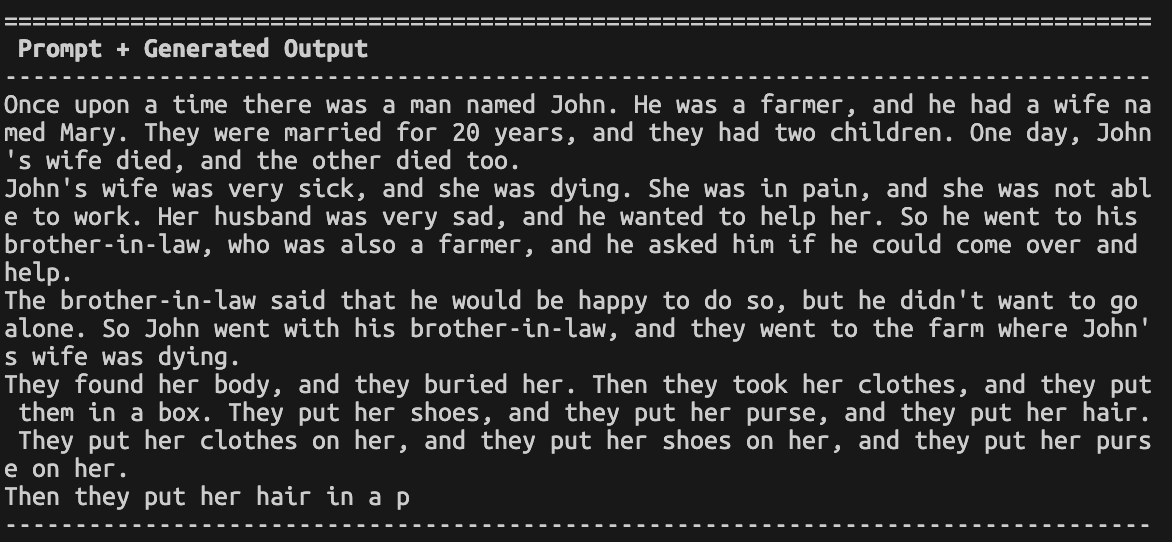 ==================================================================================
Prompt + Generated Output
----------------------------------------------------------------------------------
Once upon a time there was a man named John. He was a farmer, and he had a wife na
med Mary. They were married for 20 years, and they had two children. One day, John
's wife died, and the other died too.
John's wife was very sick, and she was dying. She was in pain, and she was not abl
e to work. Her husband was very sad, and he wanted to help her. So he went to his
brother-in-law, who was also a farmer, and he asked him if he could come over and
help.
The brother-in-law said that he would be happy to do so, but he didn't want to go
alone. So John went with his brother-in-law, and they went to the farm where John'
s wife was dying.
They found her body, and they buried her. Then they took her clothes, and they put
 them in a box. They put her shoes, and they put her purse, and they put her hair.
 They put her clothes on her, and they put her shoes on her, and they put her purs
e on her.
Then they put her hair in a p
----------------------------------------------------------------------------------